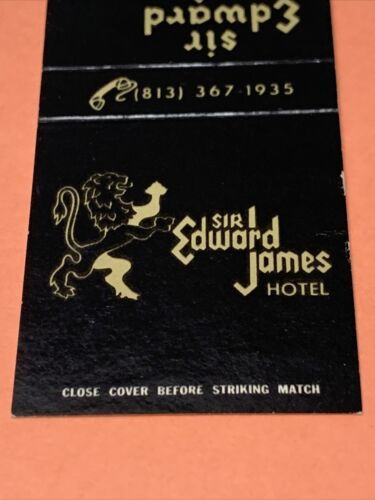 sir
Edward
(813) 367-1935
SIR
Edward
James
HOTEL
CLOSE COVER BEFORE STRIKING MATCH